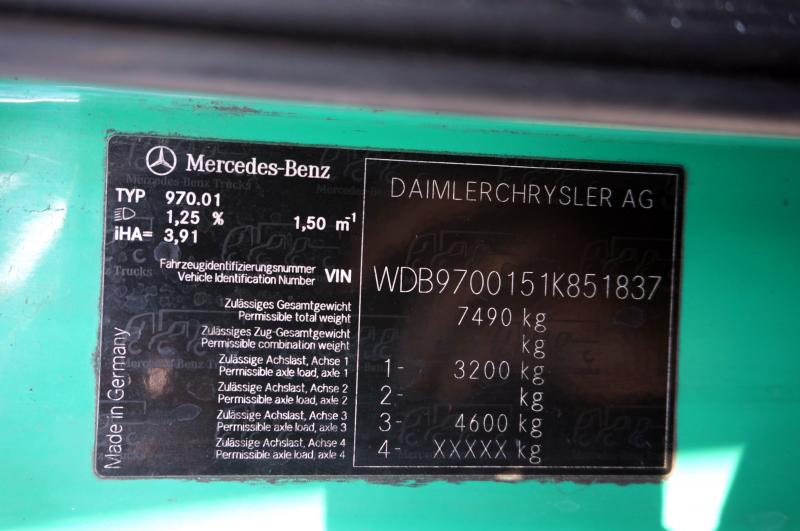 Mercedes-Benz
TYP 970.01
1,25 % 1,50 m⁻¹
iHA= 3,91
DAIMLERCHRYSLER AG
Fahrzeugidentifizierungsnummer
Vehicle Identification Number VIN WDB9700151K851837
Zulässiges Gesamtgewicht
Permissible total weight 7490 kg
Zulässiges Zug-Gesamtgewicht
Permissible combination weight kg
Zulässige Achslast, Achse 1
Permissible axle load, axle 1 1- 3200 kg
Zulässige Achslast, Achse 2
Permissible axle load, axle 2 2- kg
Zulässige Achslast, Achse 3
Permissible axle load, axle 3 3- 4600 kg
Zulässige Achslast, Achse 4
Permissible axle load, axle 4 4- XXXXX kg
Made in Germany
Mercedes-Benz Trucks